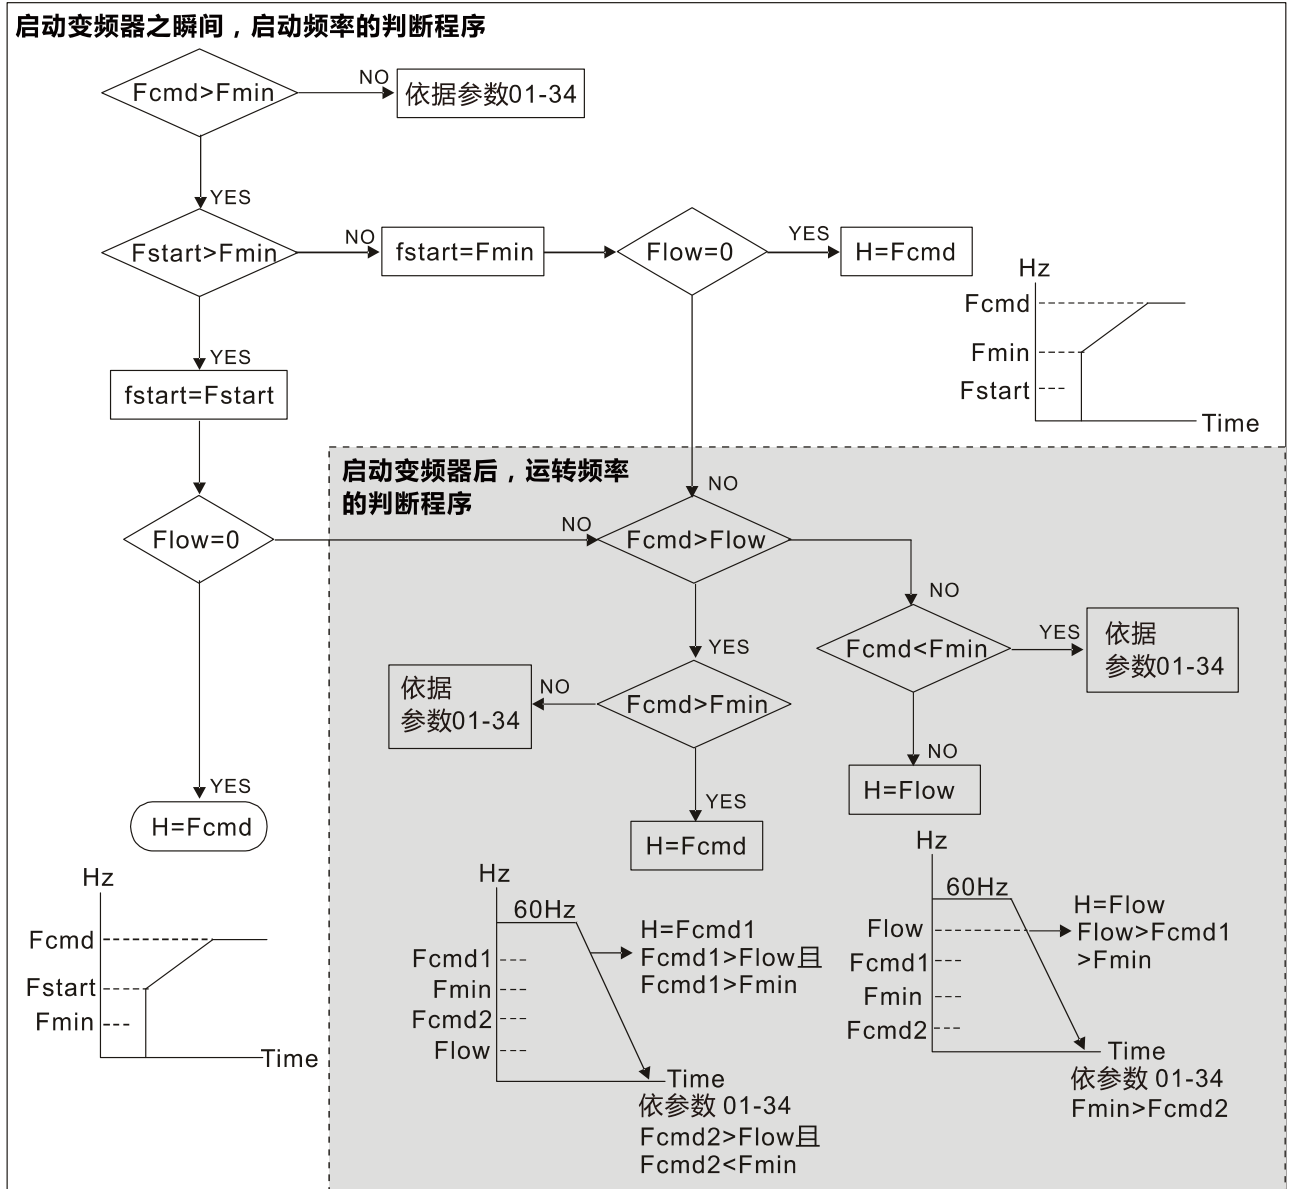 启动变频器之瞬间，启动频率的判断程序
Fcmd>Fmin
NO
依据参数01-34
YES
Fstart>Fmin
NO
fstart=Fmin
Flow=0
YES
H=Fcmd
YES
fstart=Fstart
Hz
Fcmd
Fmin
Fstart
Time
启动变频器后，运转频率
的判断程序
NO
Flow=0
NO
Fcmd>Flow
NO
Fcmd<Fmin
YES
依据
参数01-34
YES
Fcmd>Fmin
NO
依据
参数01-34
NO
H=Flow
YES
H=Fcmd
YES
H=Fcmd
Hz
Fcmd
Fstart
Fmin
Time
Hz
60Hz
Fcmd1
Fmin
Fcmd2
Flow
H=Fcmd1
Fcmd1>Flow且
Fcmd1>Fmin
Time
依参数 01-34
Fcmd2>Flow且
Fcmd2<Fmin
Hz
60Hz
Flow
Fcmd1
Fmin
Fcmd2
H=Flow
Flow>Fcmd1
>Fmin
Time
依参数 01-34
Fmin>Fcmd2